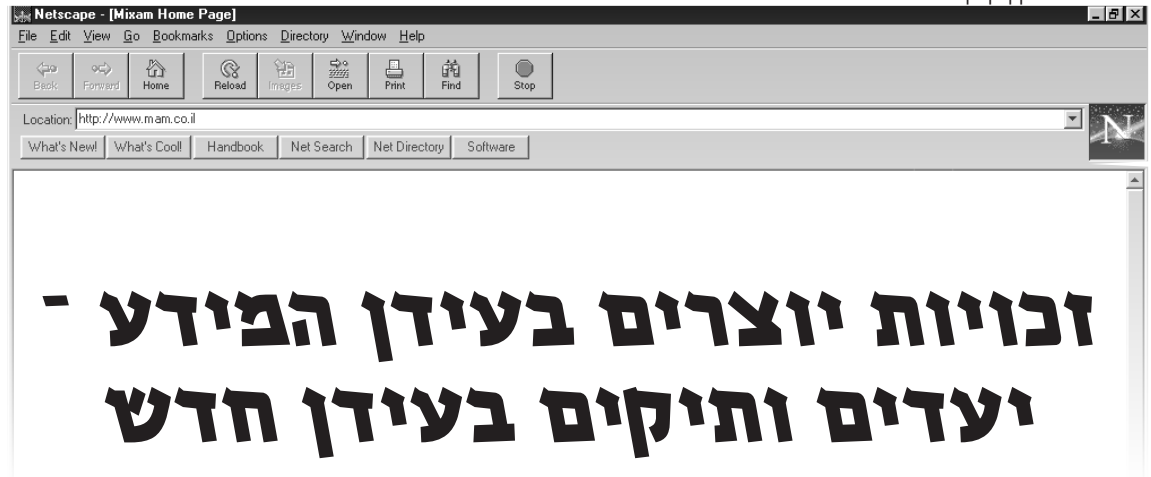 Netscape - [Mixam Home Page]
File Edit View Go Bookmarks Options Directory Window Help
Back Forward Home Reload Images Open Print Find Stop
Location: http://www.mam.co.il
N
What's New! What's Cool! Handbook Net Search Net Directory Software
זכויות יוצרים בעידן המידע -
יעדים ותיקים בעידן חדש